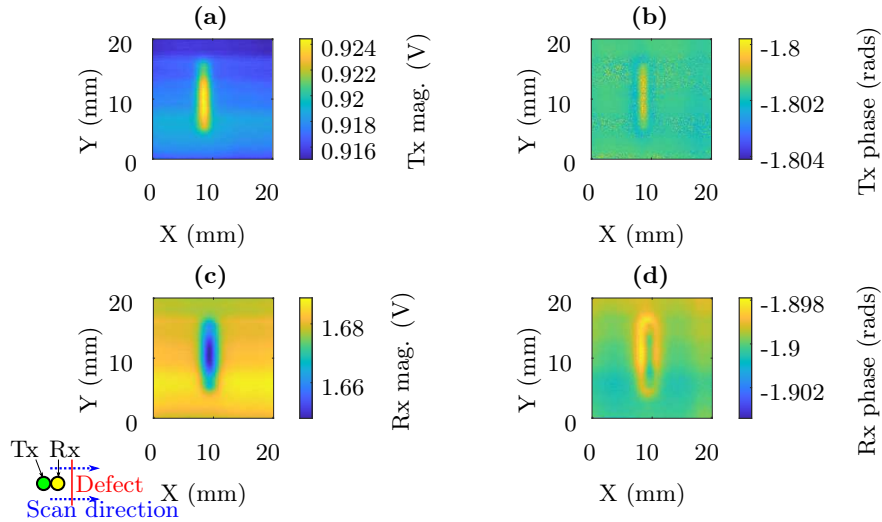 (a)
20
10
0
Y (mm)
0 10 20
X (mm)
0.924
0.922
0.92
0.918
0.916
Tx mag. (V)
(b)
20
10
0
Y (mm)
0 10 20
X (mm)
-1.8
-1.802
-1.804
Tx phase (rads)
(c)
20
10
0
Y (mm)
0 10 20
X (mm)
1.68
1.66
Rx mag. (V)
(d)
20
10
0
Y (mm)
0 10 20
X (mm)
-1.898
-1.9
-1.902
Rx phase (rads)
Tx Rx
Defect
Scan direction